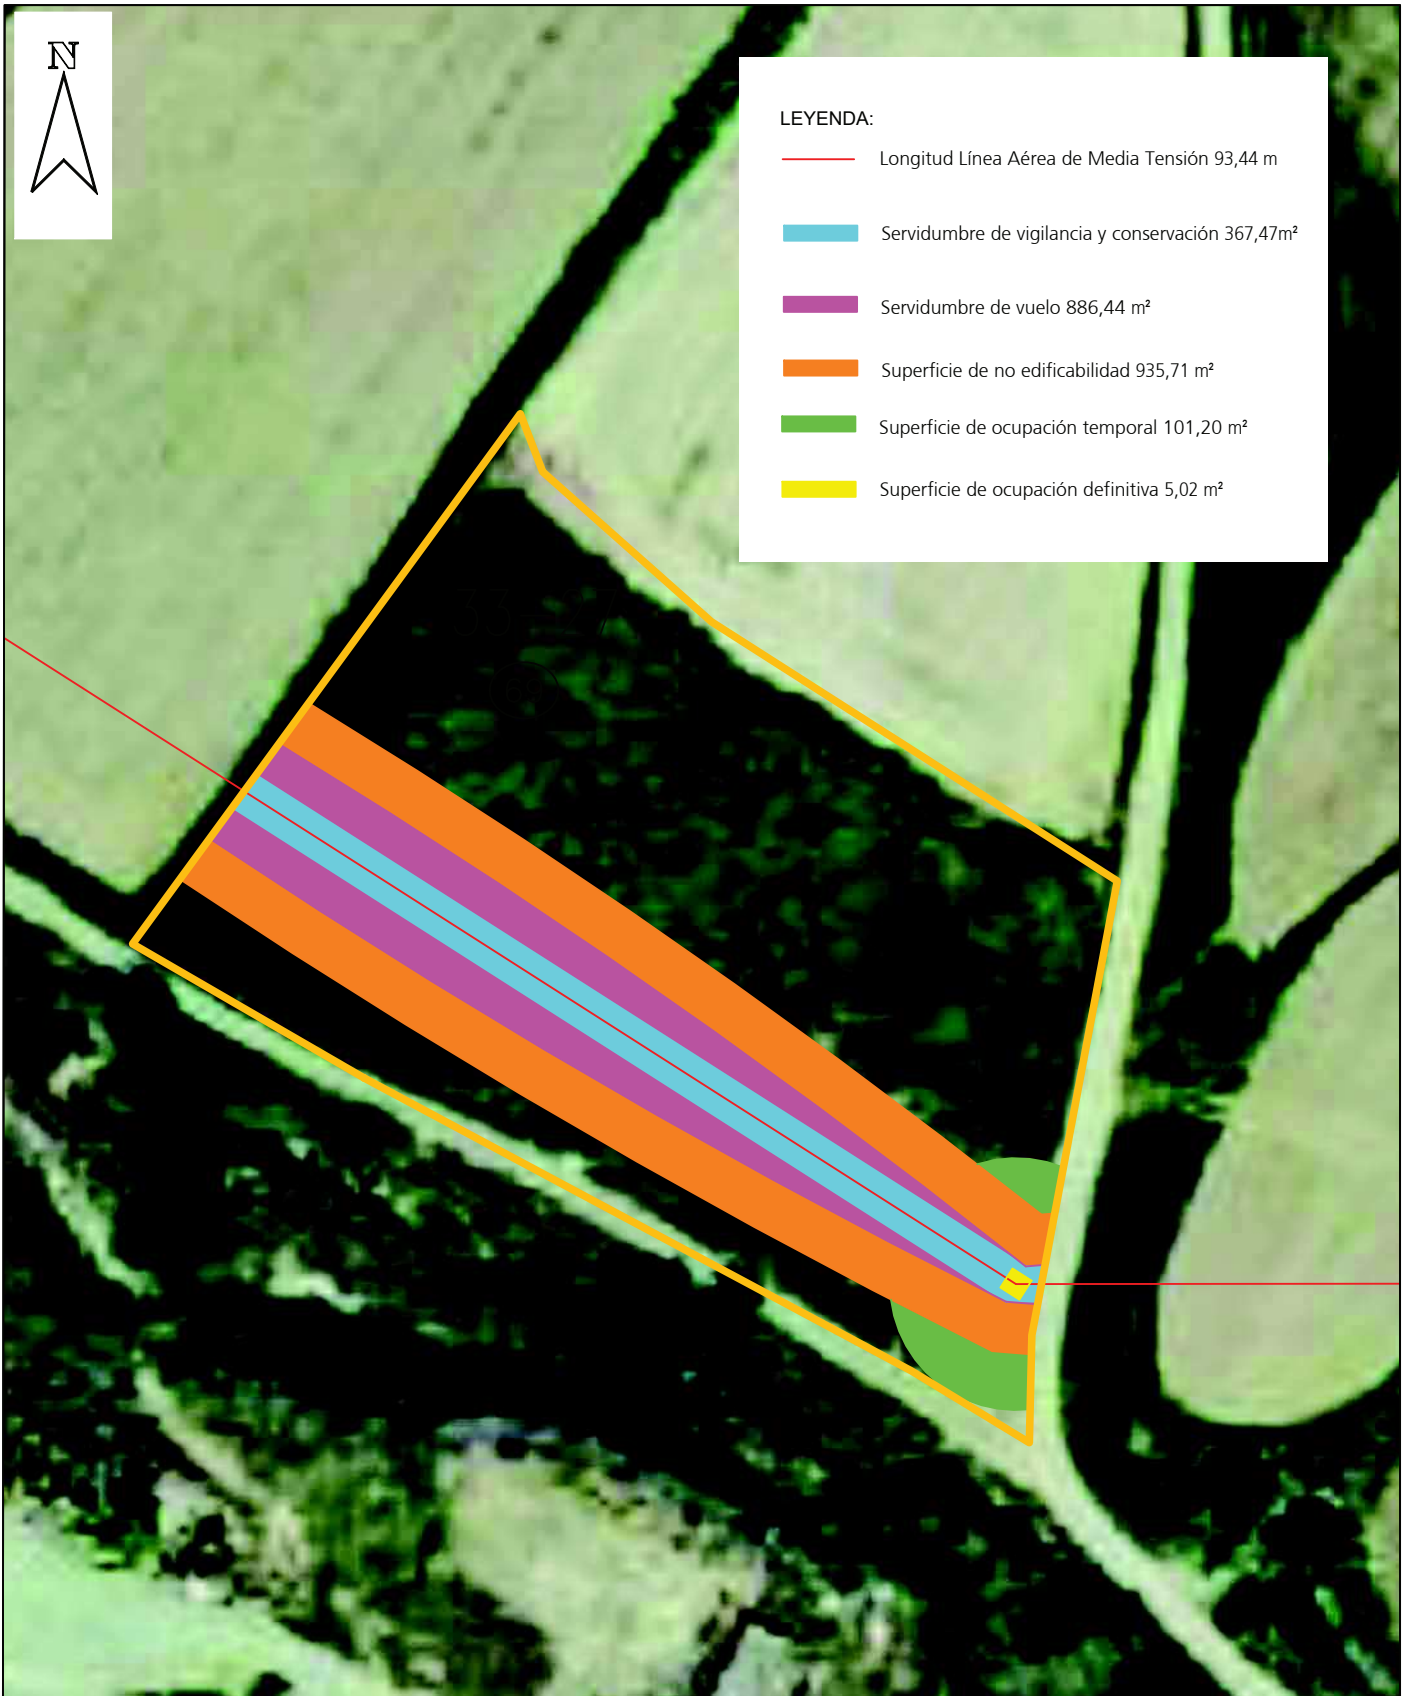 N
LEYENDA:
Longitud Línea Aérea de Media Tensión 93,44 m
Servidumbre de vigilancia y conservación 367,47m²
Servidumbre de vuelo 886,44 m²
Superficie de no edificabilidad 935,71 m²
Superficie de ocupación temporal 101,20 m²
Superficie de ocupación definitiva 5,02 m²